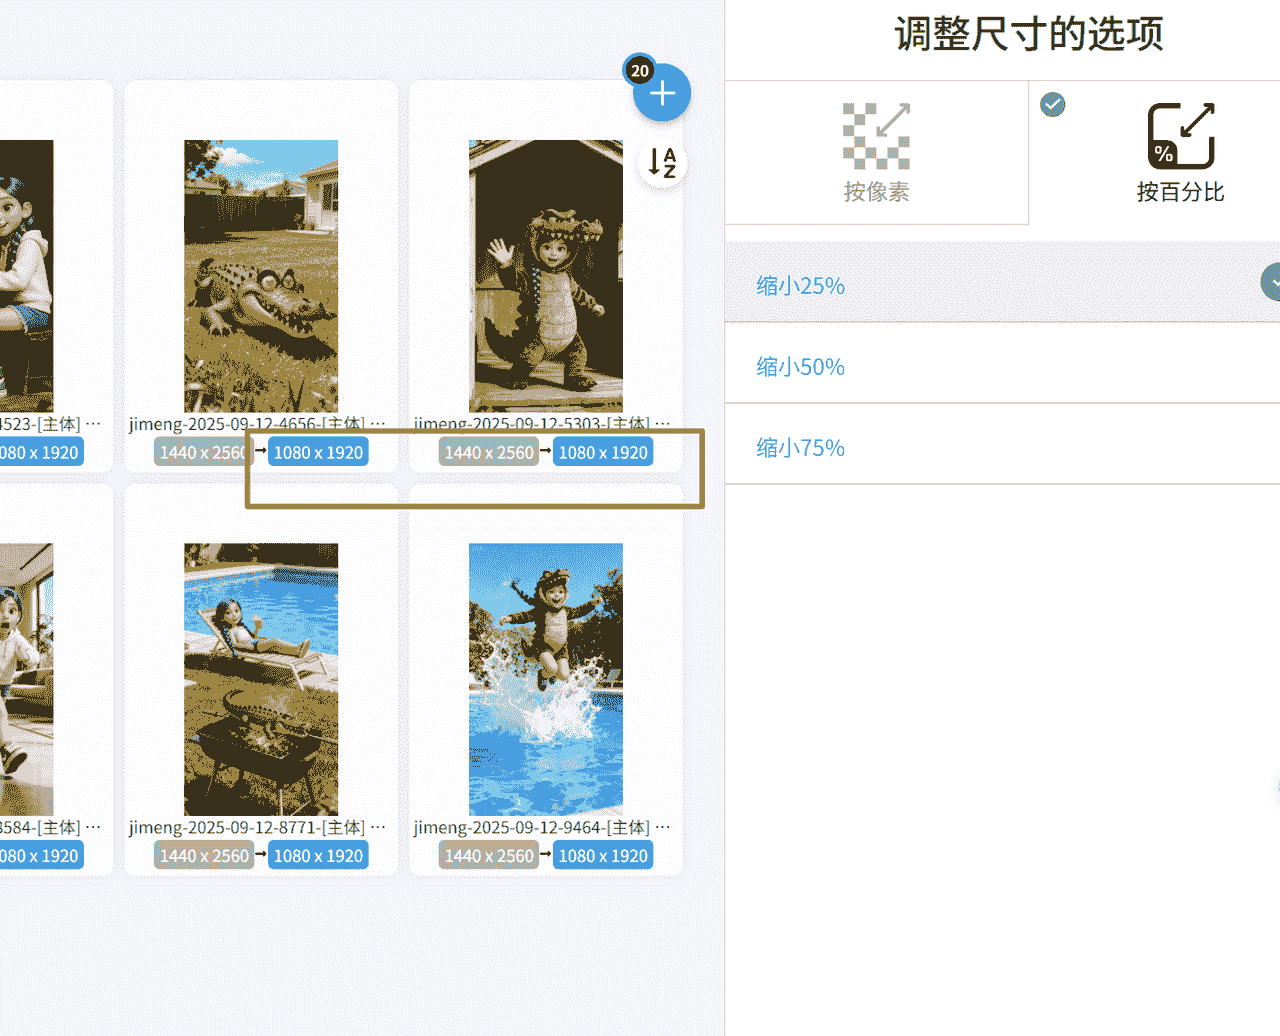 调整尺寸的选项
20
A
Z
按像素
%
按百分比
缩小25%
缩小50%
缩小75%
4523-[主体] ···
jimeng-2025-09-12-4656-[主体] ···
jimeng-2025-09-12-5303-[主体] ···
080 x 1920
1440 x 2560
1080 x 1920
1440 x 2560
1080 x 1920
8584-[主体] ···
jimeng-2025-09-12-8771-[主体] ···
jimeng-2025-09-12-9464-[主体] ···
080 x 1920
1440 x 2560
1080 x 1920
1440 x 2560
1080 x 1920